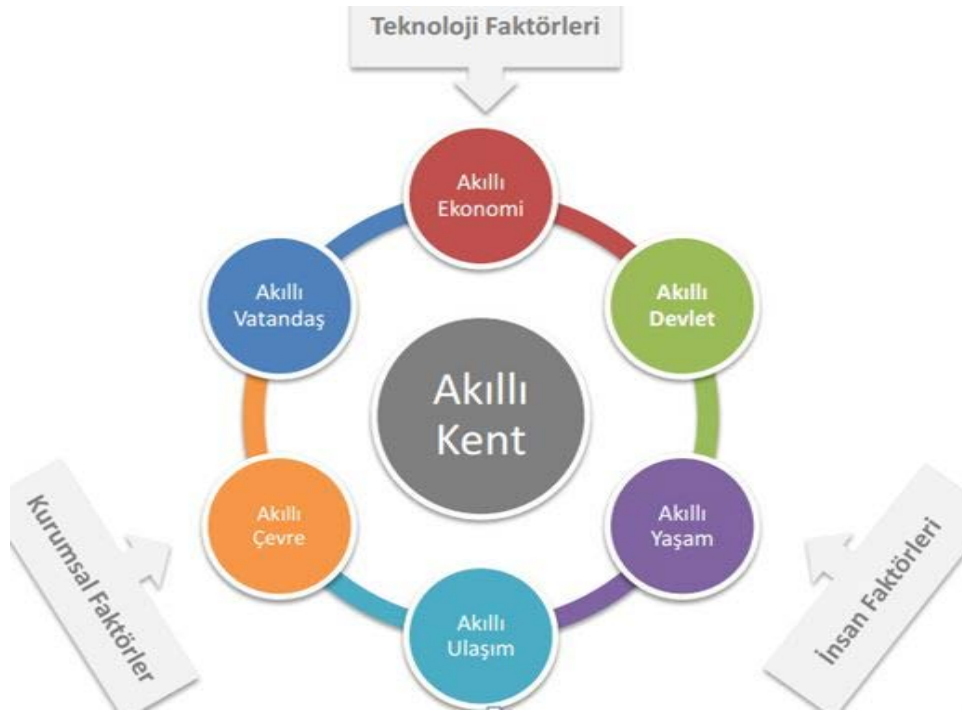 Teknoloji Faktörleri
Akıllı
Ekonomi
Akıllı
Vatandaş
Akıllı
Devlet
Akıllı
Kent
Akıllı
Çevre
Akıllı
Yaşam
Akıllı
Ulaşım
Kurumsal Faktörler
İnsan Faktörleri